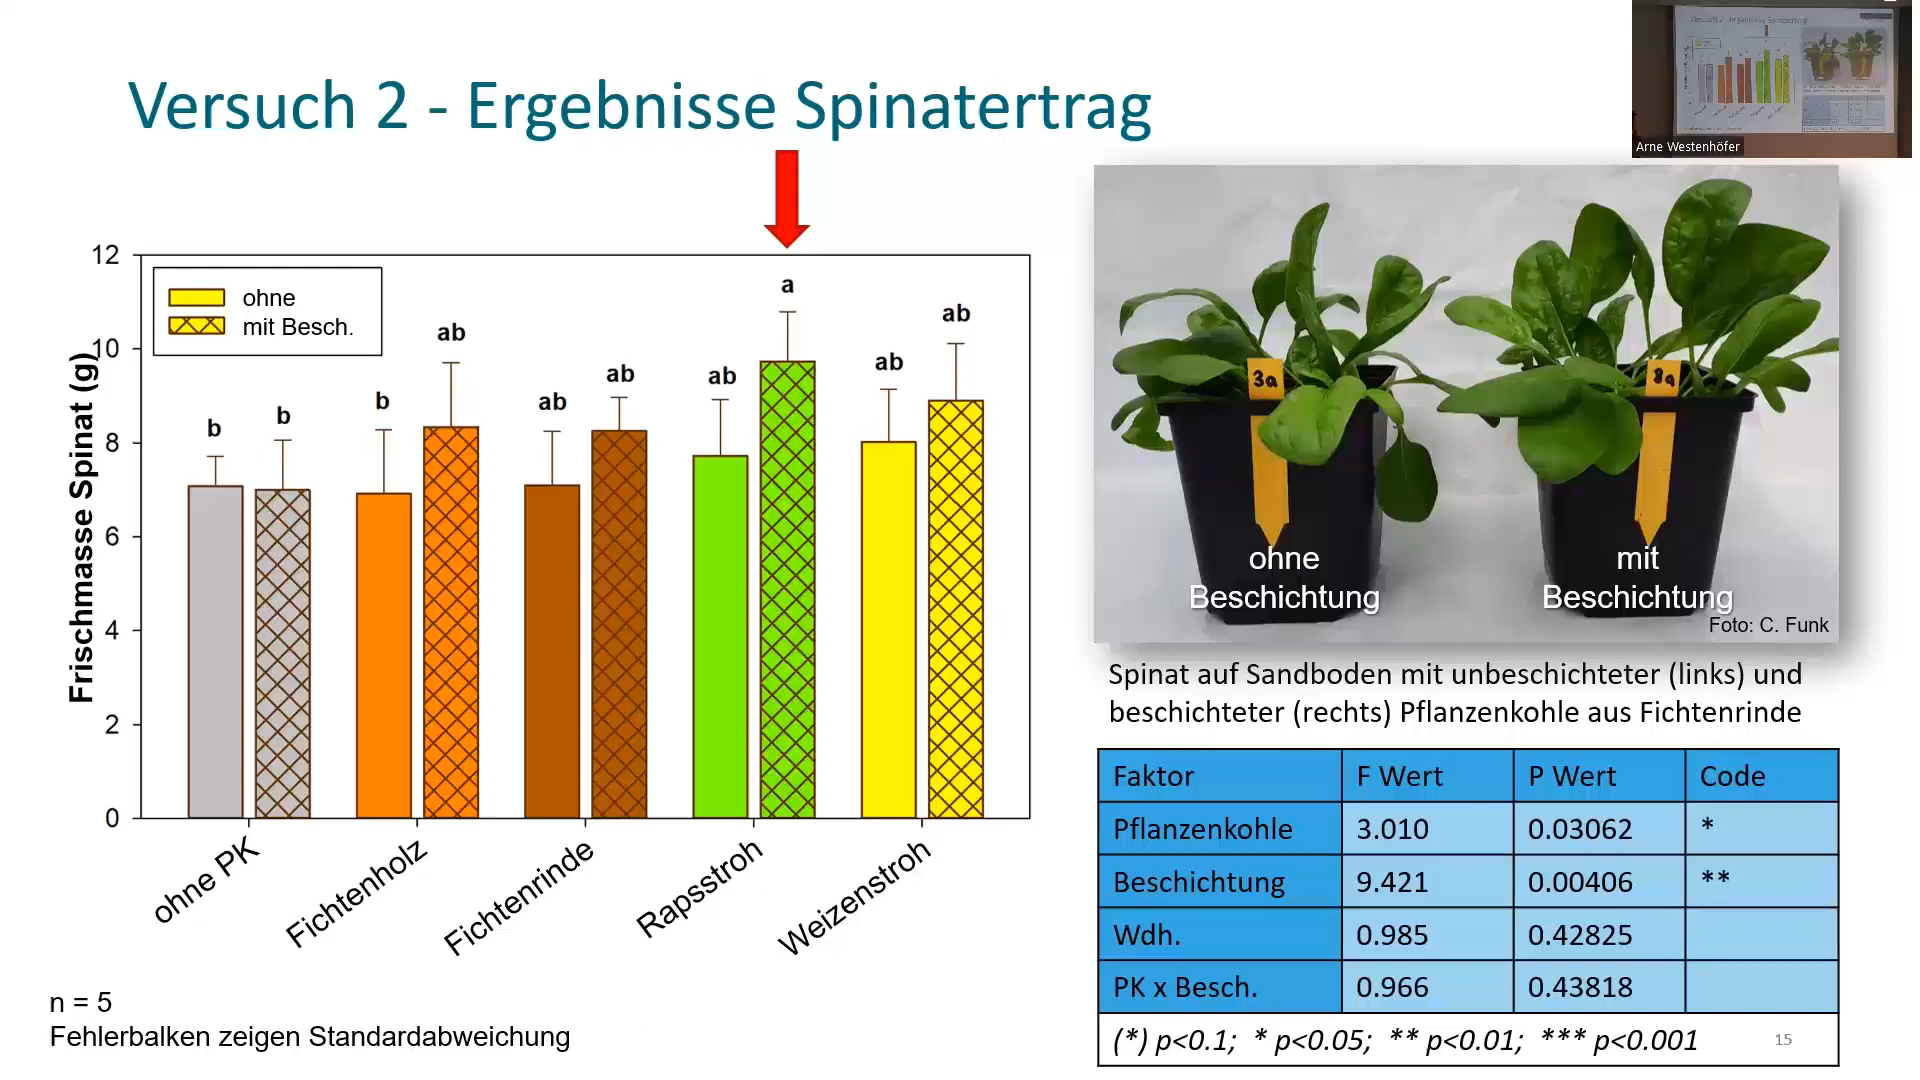 Versuch 2 - Ergebnisse Spinatertrag
Arne Westenhöfer
Frischmasse Spinat (g)
12
10
8
6
4
2
0
ohne
mit Besch.
b
b
b
ab
ab
ab
ab
a
ab
ab
ohne PK
Fichtenholz
Fichtenrinde
Rapsstroh
Weizenstroh
n = 5
Fehlerbalken zeigen Standardabweichung
3a
8a
ohne
Beschichtung
mit
Beschichtung
Foto: C. Funk
Spinat auf Sandboden mit unbeschichteter (links) und
beschichteter (rechts) Pflanzenkohle aus Fichtenrinde
Faktor F Wert P Wert Code
Pflanzenkohle 3.010 0.03062 *
Beschichtung 9.421 0.00406 **
Wdh. 0.985 0.42825
PK x Besch. 0.966 0.43818
(*) p<0.1; * p<0.05; ** p<0.01; *** p<0.001
15